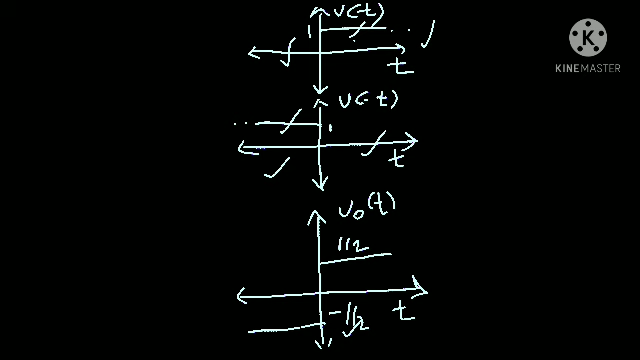 v(-t)
1
t
K
KINEMASTER
v(-t)
1
t
v₀(t)
1/2
-1/2
t